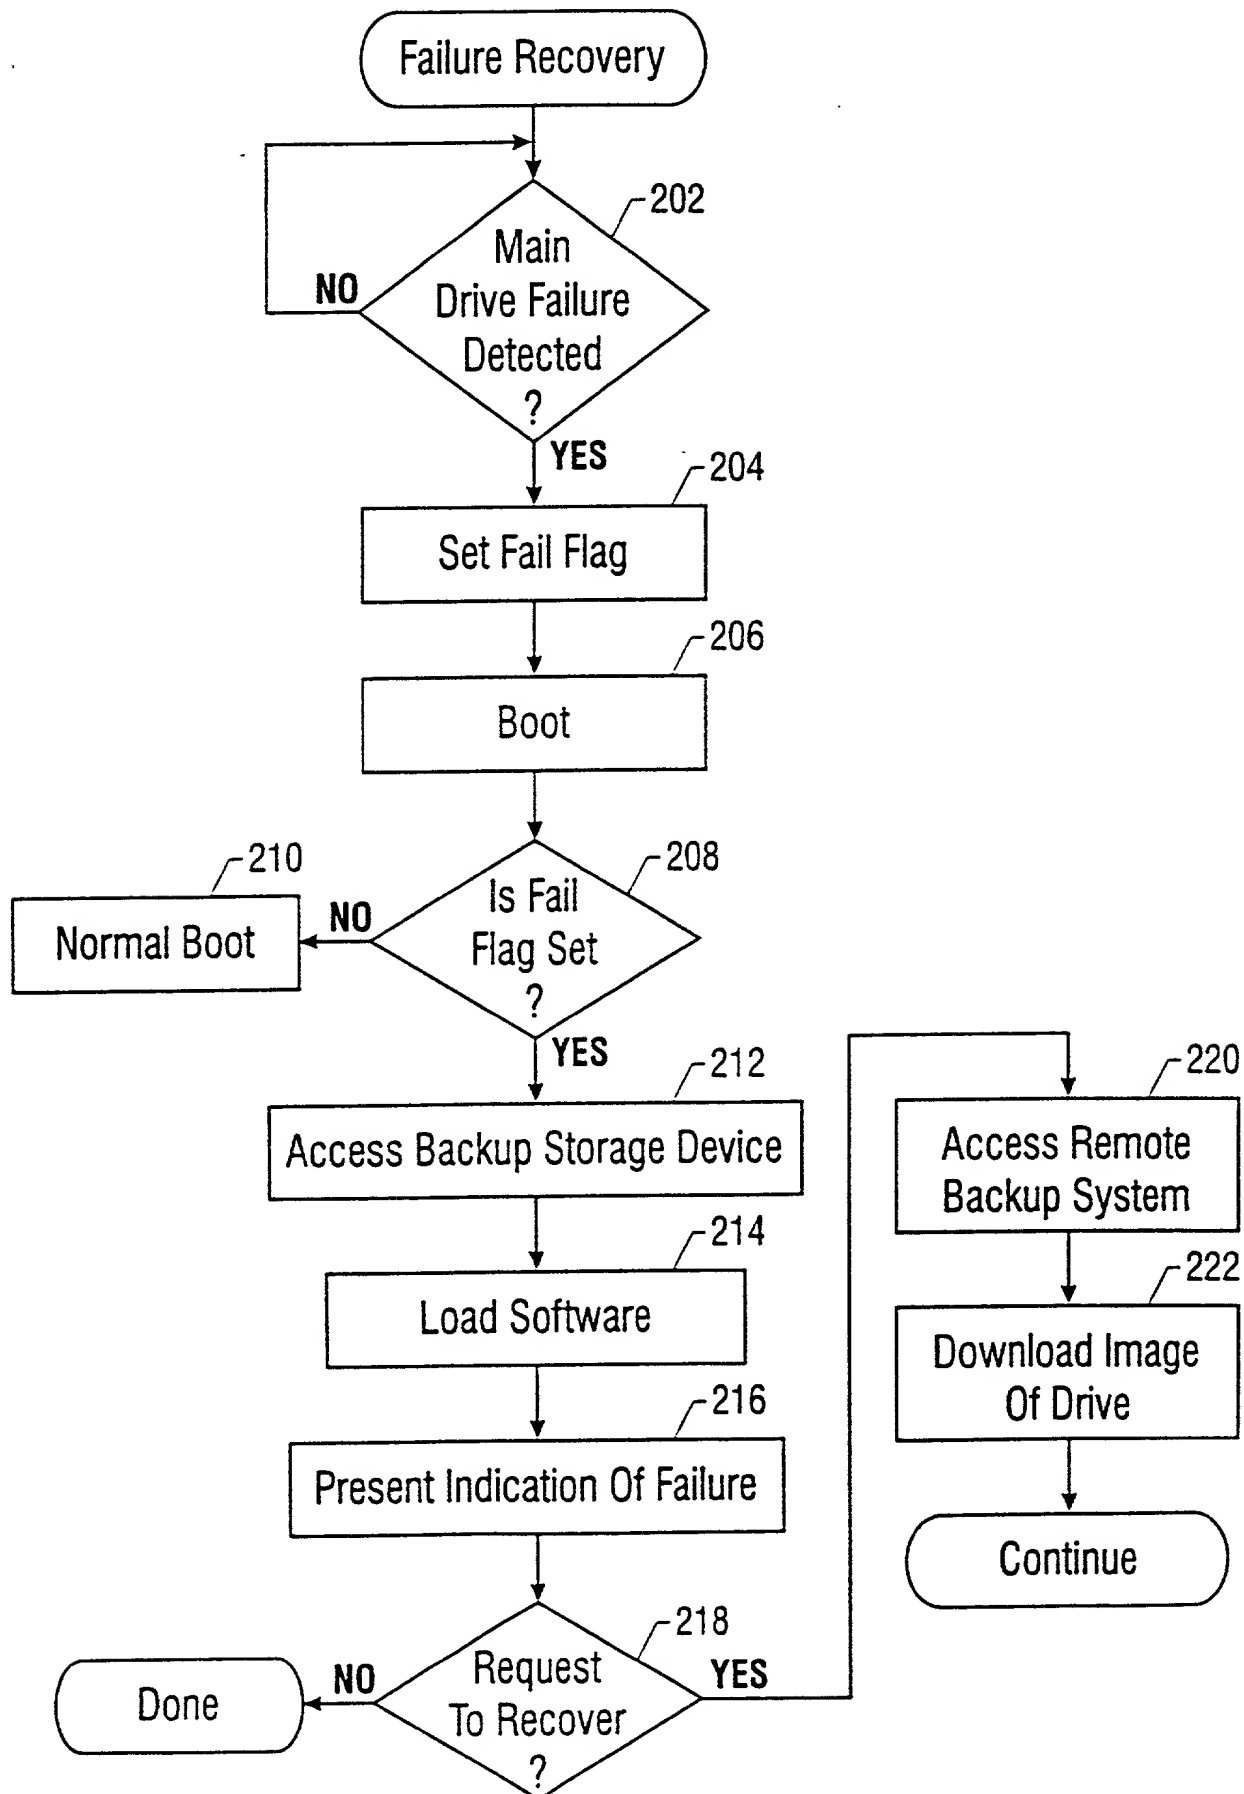 Failure Recovery
202
Main
Drive Failure
Detected
?
NO
YES
204
Set Fail Flag
206
Boot
208
Is Fail
Flag Set
?
NO
210
Normal Boot
YES
212
Access Backup Storage Device
214
Load Software
216
Present Indication Of Failure
218
Request
To Recover
?
NO
Done
YES
220
Access Remote
Backup System
222
Download Image
Of Drive
Continue